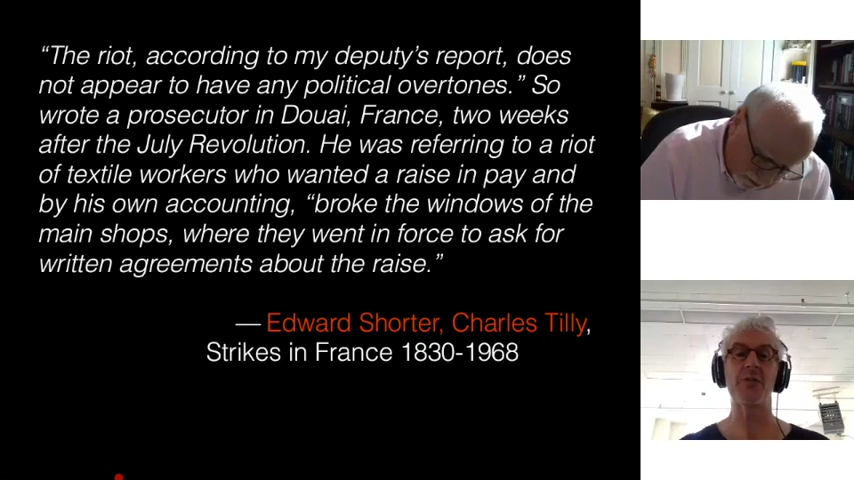 “The riot, according to my deputy’s report, does
not appear to have any political overtones.” So
wrote a prosecutor in Douai, France, two weeks
after the July Revolution. He was referring to a riot
of textile workers who wanted a raise in pay and
by his own accounting, “broke the windows of the
main shops, where they went in force to ask for
written agreements about the raise.”
— Edward Shorter, Charles Tilly,
Strikes in France 1830-1968